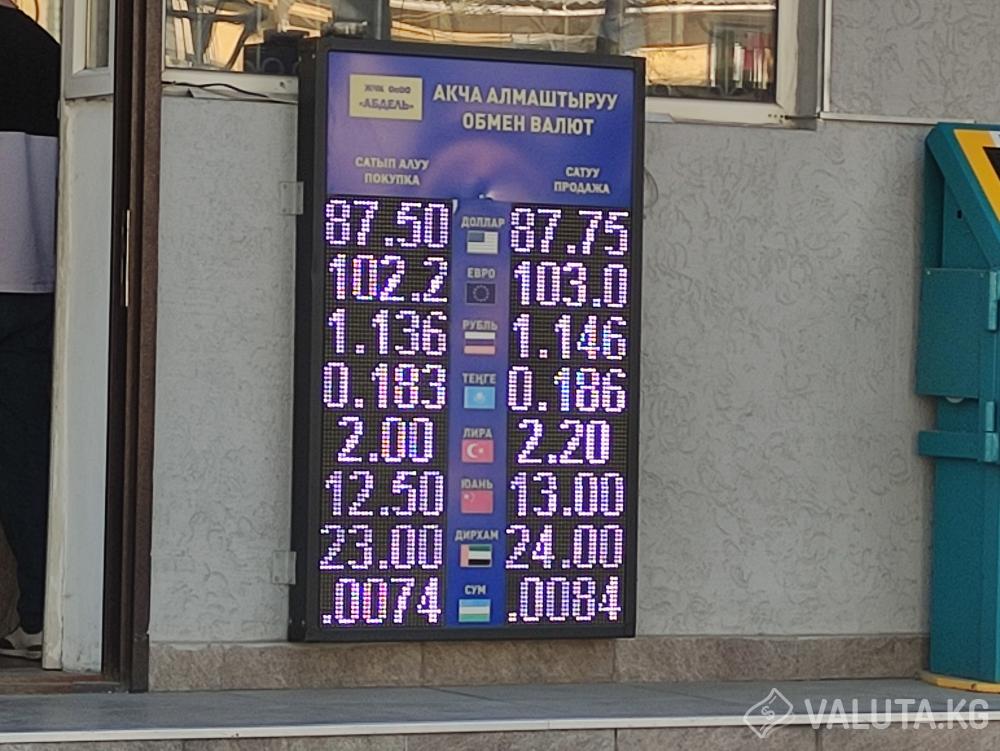 ЖЧК ОсОО
«АБДЕЛЬ»
АКЧА АЛМАШТЫРУУ
ОБМЕН ВАЛЮТ
САТЫП АЛУУ
ПОКУПКА
САТУУ
ПРОДАЖА
87.50 ДОЛЛАР 87.75
102.2 ЕВРО 103.0
1.136 РУБЛЬ 1.146
0.183 ТЕҢГЕ 0.186
2.00 ЛИРА 2.20
12.50 ЮАНЬ 13.00
23.00 ДИРХАМ 24.00
.0074 СУМ .0084
VALUTA.KG